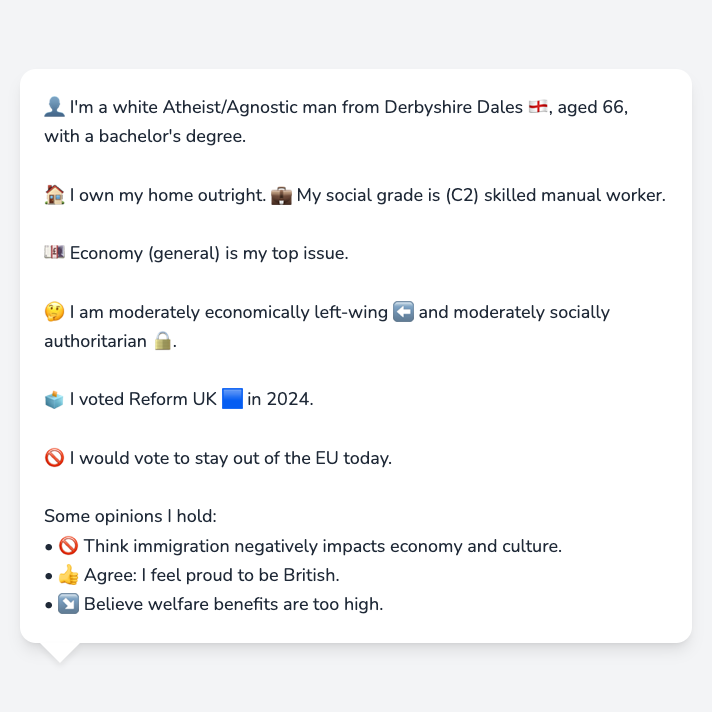 👤 I'm a white Atheist/Agnostic man from Derbyshire Dales 🏴󠁧󠁢󠁥󠁮󠁧󠁿, aged 66,
with a bachelor's degree.
🏠 I own my home outright. 💼 My social grade is (C2) skilled manual worker.
💷 Economy (general) is my top issue.
🤔 I am moderately economically left-wing ⬅️ and moderately socially
authoritarian 🔒.
🗳️ I voted Reform UK 🟦 in 2024.
🚫 I would vote to stay out of the EU today.
Some opinions I hold:
• 🚫 Think immigration negatively impacts economy and culture.
• 👍 Agree: I feel proud to be British.
• ↘️ Believe welfare benefits are too high.